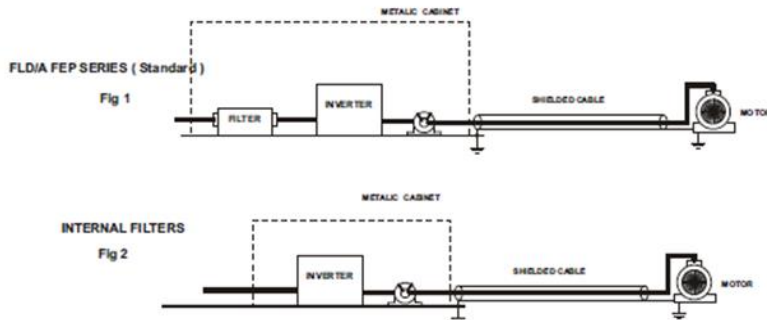 METALIC CABINET
FLD/A FEP SERIES ( Standard )
Fig 1
INVERTER
FILTER
SHIELDED CABLE
MOTOR
METALIC CABINET
INTERNAL FILTERS
Fig 2
INVERTER
SHIELDED CABLE
MOTOR